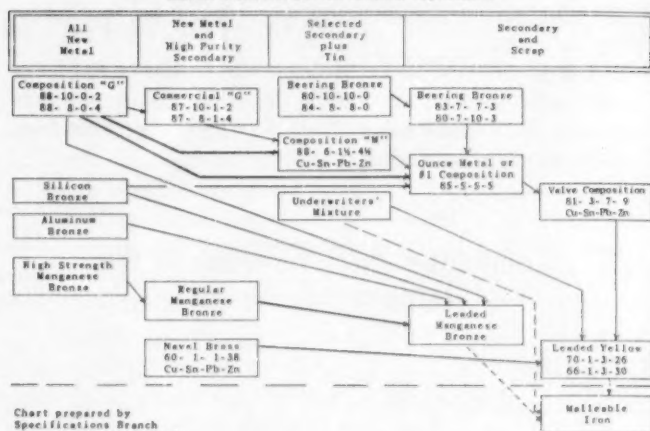 All
New
Metal
New Metal
and
High Purity
Secondary
Selected
Secondary
plus
Tin
Secondary
and
Scrap
Composition "G"
88-10-0-2
88- 8-0-4
Commercial "G"
87-10-1-2
87- 8-1-4
Bearing Bronze
80-10-10-0
84- 8- 8-0
Bearing Bronze
83-7- 7-3
80-7-10-3
Composition "M"
88- 6-1½-4½
Cu-Sn-Pb-Zn
Ounce Metal or
#1 Composition
85-5-5-5
Silicon
Bronze
Underwriters'
Mixture
Valve Composition
81- 3- 7- 9
Cu-Sn-Pb-Zn
Aluminum
Bronze
High Strength
Manganese
Bronze
Regular
Manganese
Bronze
Leaded
Manganese
Bronze
Naval Brass
60- 1- 1-38
Cu-Sn-Pb-Zn
Leaded Yellow
70-1-3-26
66-1-3-30
Malleable
Iron
Chart prepared by
Specifications Branch